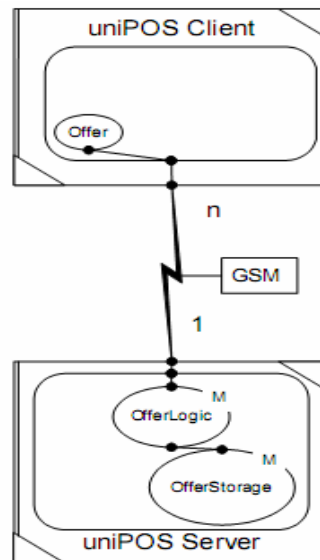 uniPOS Client
Offer
n
GSM
1
M
OfferLogic
M
OfferStorage
uniPOS Server